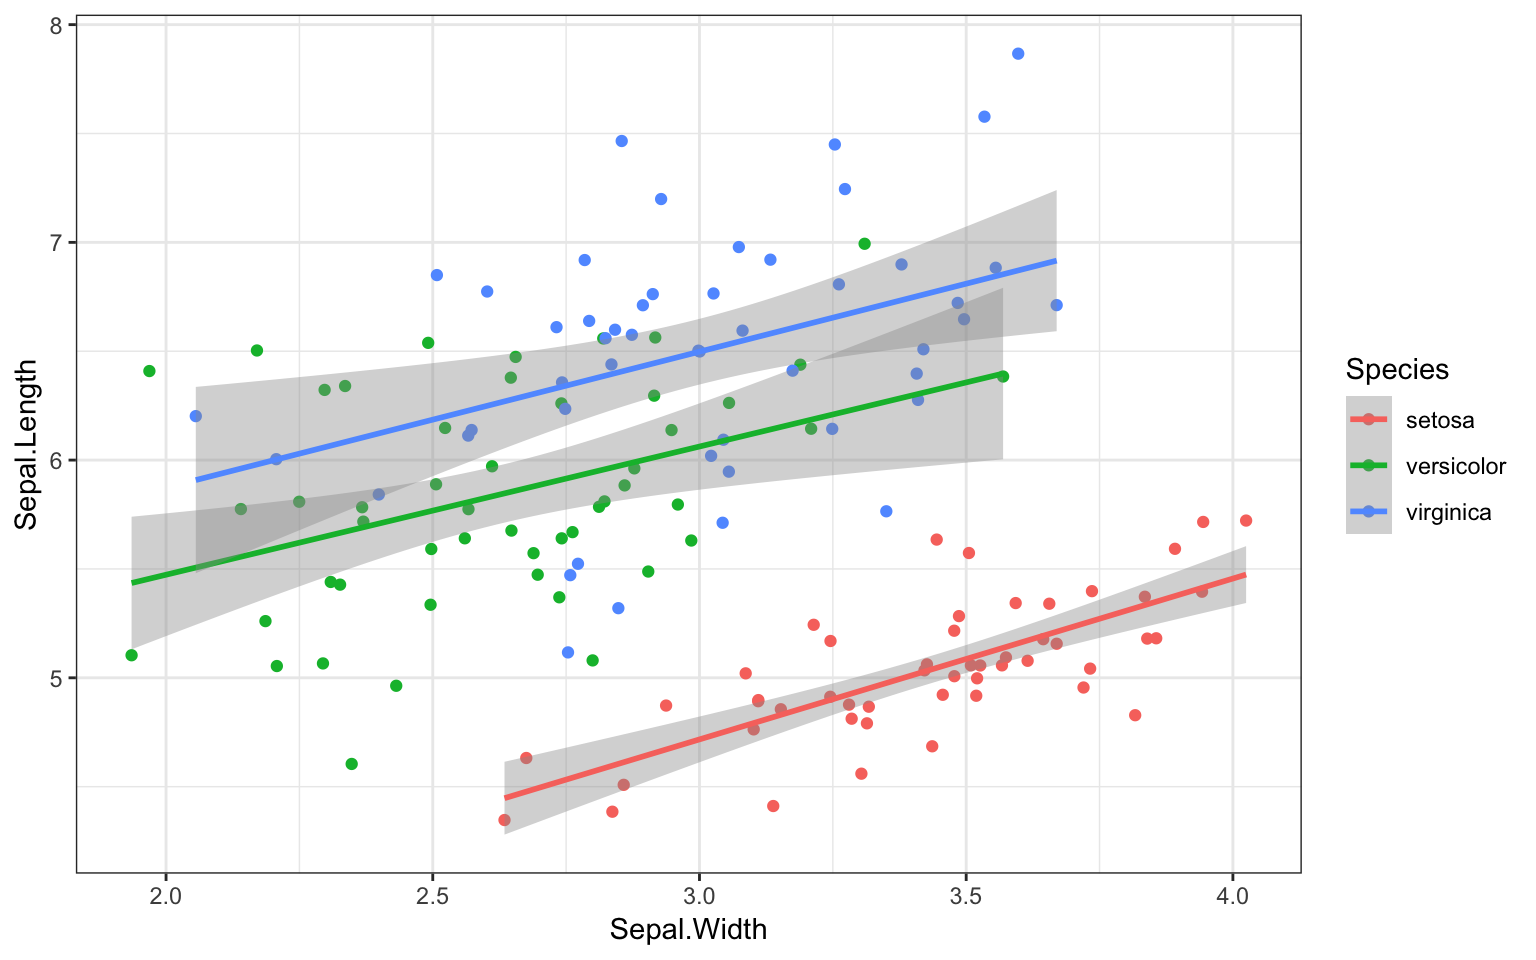 8
7
6
5
Sepal.Length
2.0 2.5 3.0 3.5 4.0
Sepal.Width
Species
setosa
versicolor
virginica